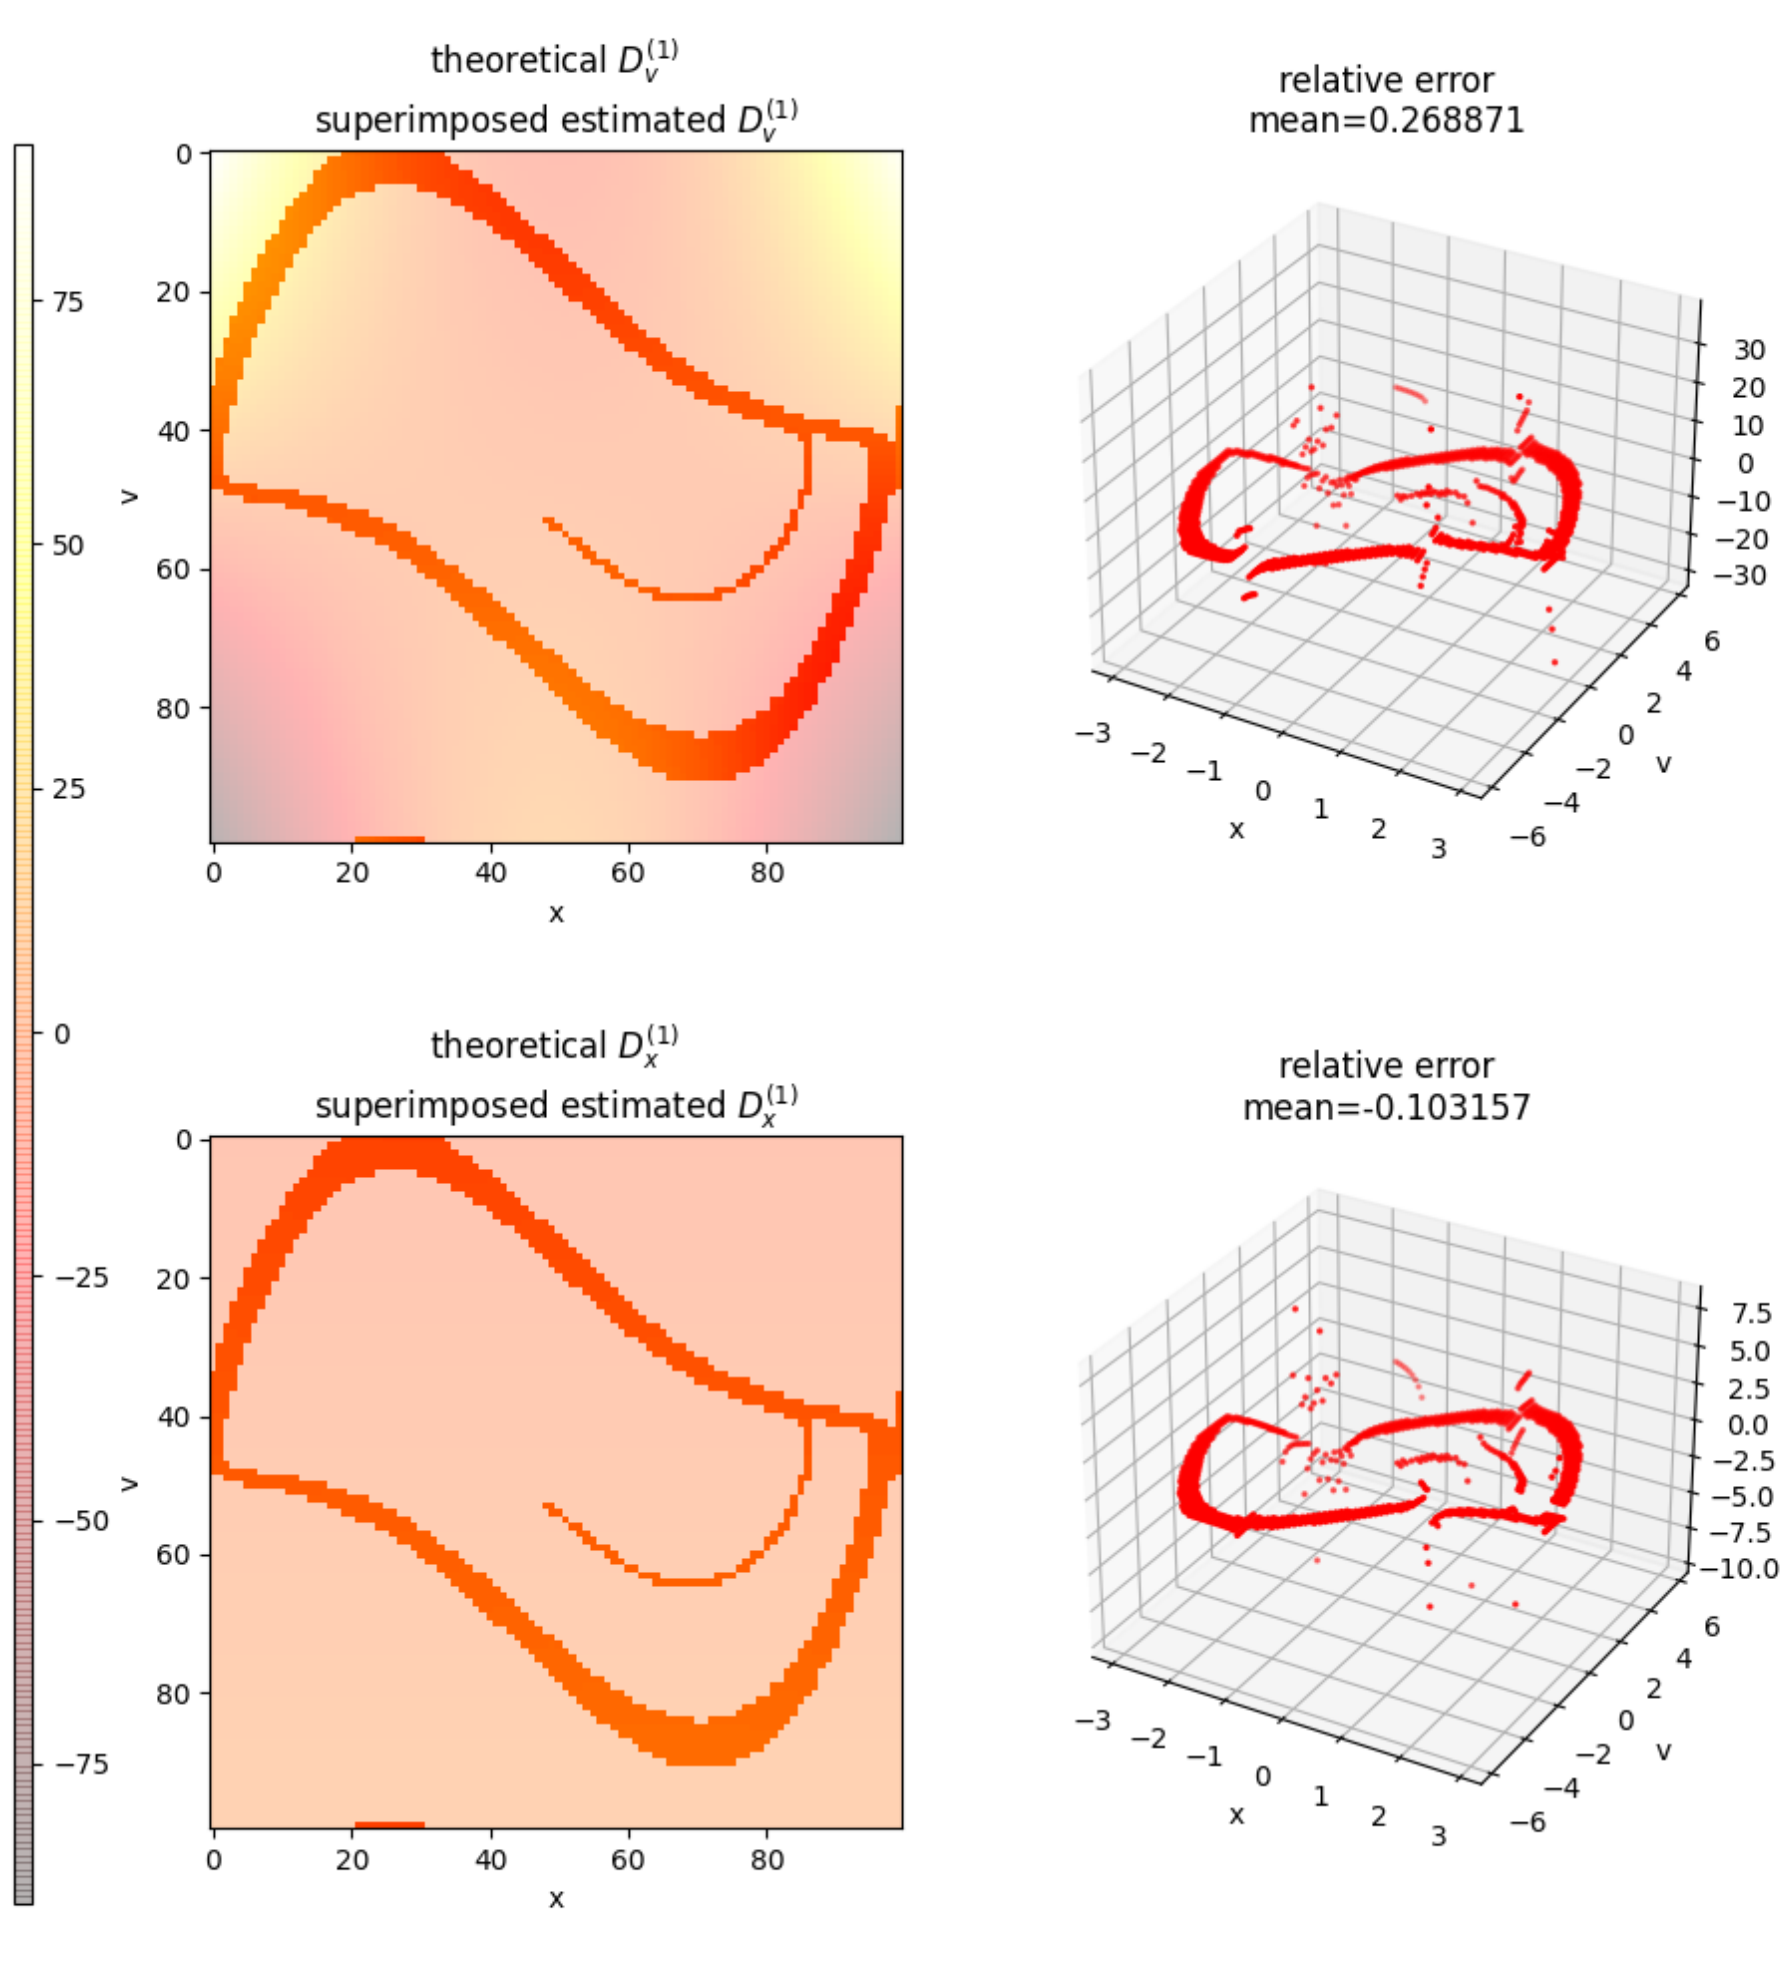 theoretical D_v^(1)
superimposed estimated D_v^(1)
relative error
mean=0.268871
75
50
25
0
−25
−50
−75
0
20
40
60
80
v
0 20 40 60 80
x
30
20
10
0
−10
−20
−30
6
4
2
0
−2
−4
−6
v
−3 −2 −1 0 1 2 3
x
theoretical D_x^(1)
superimposed estimated D_x^(1)
relative error
mean=-0.103157
0
20
40
60
80
v
0 20 40 60 80
x
7.5
5.0
2.5
0.0
−2.5
−5.0
−7.5
−10.0
6
4
2
0
−2
−4
−6
v
−3 −2 −1 0 1 2 3
x